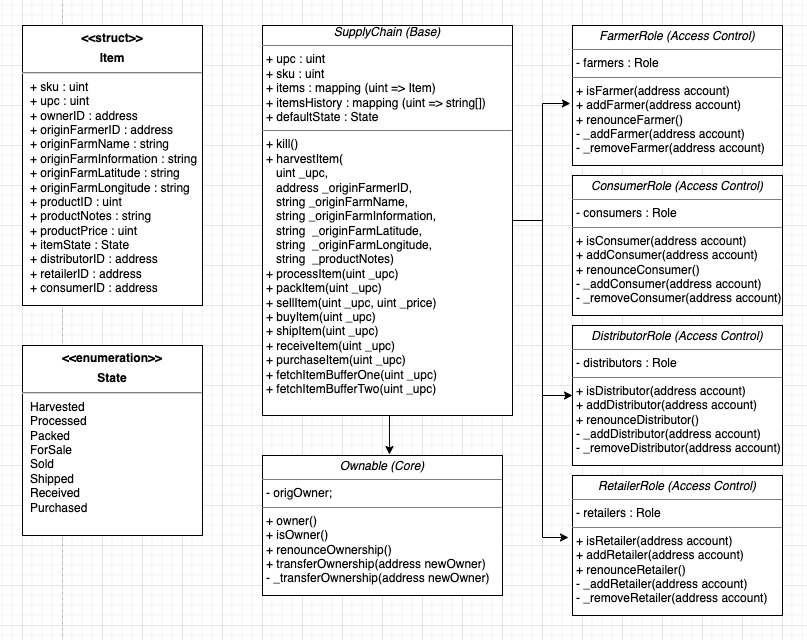 <<struct>>
Item
+ sku : uint
+ upc : uint
+ ownerID : address
+ originFarmerID : address
+ originFarmName : string
+ originFarmInformation : string
+ originFarmLatitude : string
+ originFarmLongitude : string
+ productID : uint
+ productNotes : string
+ productPrice : uint
+ itemState : State
+ distributorID : address
+ retailerID : address
+ consumerID : address
<<enumeration>>
State
Harvested
Processed
Packed
ForSale
Sold
Shipped
Received
Purchased
SupplyChain (Base)
+ upc : uint
+ sku : uint
+ items : mapping (uint => Item)
+ itemsHistory : mapping (uint => string[])
+ defaultState : State
+ kill()
+ harvestItem(
uint _upc,
address _originFarmerID,
string _originFarmName,
string _originFarmInformation,
string _originFarmLatitude,
string _originFarmLongitude,
string _productNotes)
+ processItem(uint _upc)
+ packItem(uint _upc)
+ sellItem(uint _upc, uint _price)
+ buyItem(uint _upc)
+ shipItem(uint _upc)
+ receiveItem(uint _upc)
+ purchaseItem(uint _upc)
+ fetchItemBufferOne(uint _upc)
+ fetchItemBufferTwo(uint _upc)
Ownable (Core)
- origOwner;
+ owner()
+ isOwner()
+ renounceOwnership()
+ transferOwnership(address newOwner)
- _transferOwnership(address newOwner)
FarmerRole (Access Control)
- farmers : Role
+ isFarmer(address account)
+ addFarmer(address account)
+ renounceFarmer()
- _addFarmer(address account)
- _removeFarmer(address account)
ConsumerRole (Access Control)
- consumers : Role
+ isConsumer(address account)
+ addConsumer(address account)
+ renounceConsumer()
- _addConsumer(address account)
- _removeConsumer(address account)
DistributorRole (Access Control)
- distributors : Role
+ isDistributor(address account)
+ addDistributor(address account)
+ renounceDistributor()
- _addDistributor(address account)
- _removeDistributor(address account)
RetailerRole (Access Control)
- retailers : Role
+ isRetailer(address account)
+ addRetailer(address account)
+ renounceRetailer()
- _addRetailer(address account)
- _removeRetailer(address account)